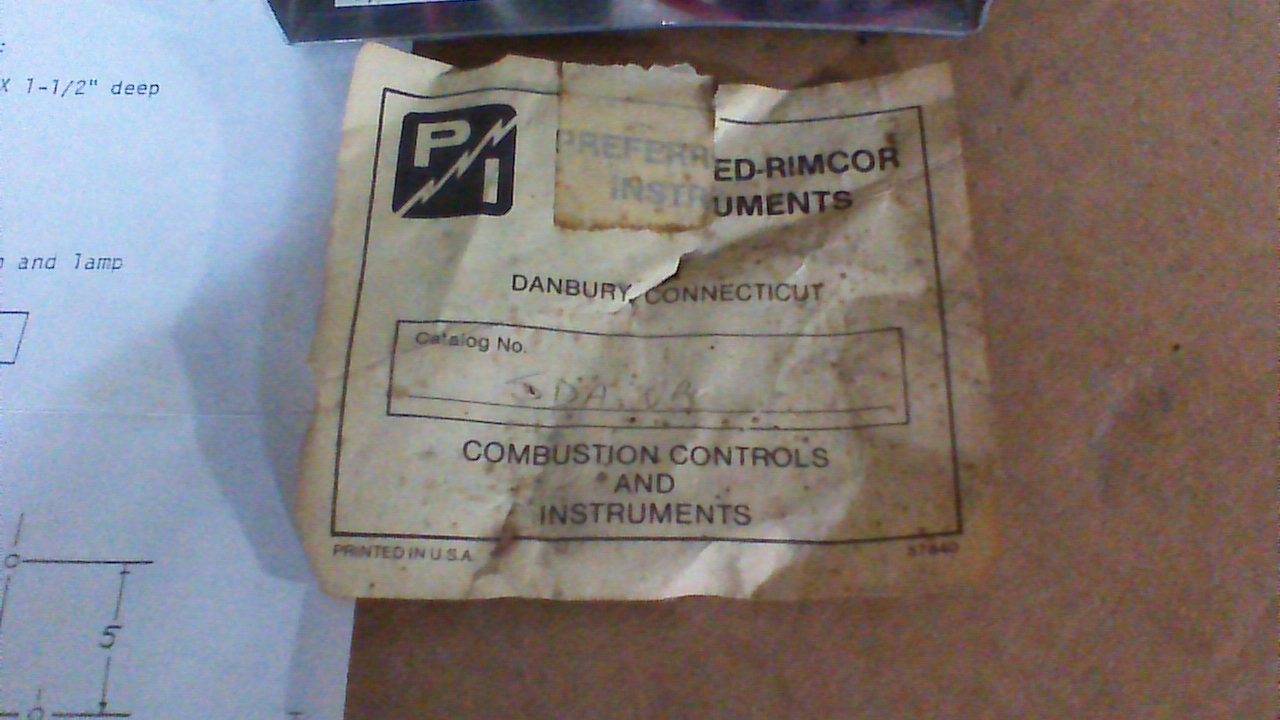 X 1-1/2" deep
and lamp
5
PI
PREFERRED-RIMCOR
INSTRUMENTS
DANBURY, CONNECTICUT
Catalog No.
COMBUSTION CONTROLS
AND
INSTRUMENTS
PRINTED IN U.S.A.